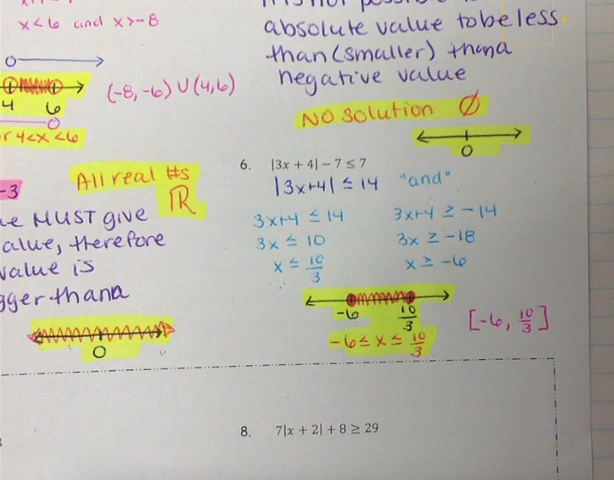 x<6 and x>-8
absolute value to be less
than (smaller) than a
negative value
4 6
(-8,-6) ∪ (4,6)
r 4<x<6
NO solution ∅
0
-3
All real #s
ℝ
MUST give
alue, therefore
value is
gger than a
0
6. |3x + 4| − 7 ≤ 7
|3x+4| ≤ 14 "and"
3x+4 ≤ 14 3x+4 ≥ -14
3x ≤ 10 3x ≥ -18
x ≤ 10/3 x ≥ -6
-6 10/3
[-6, 10/3]
-6 ≤ x ≤ 10/3
8. 7|x + 2| + 8 ≥ 29